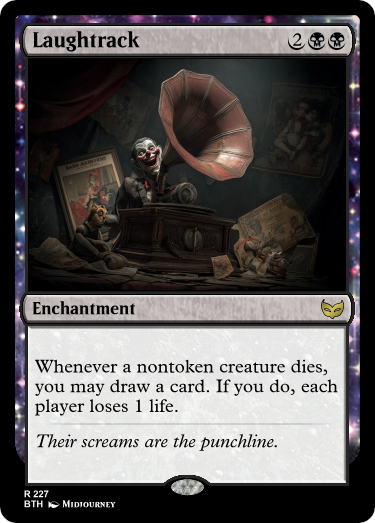 Laughtrack 2
Enchantment
Whenever a nontoken creature dies,
you may draw a card. If you do, each
player loses 1 life.
Their screams are the punchline.
R 227
BTH Midjourney